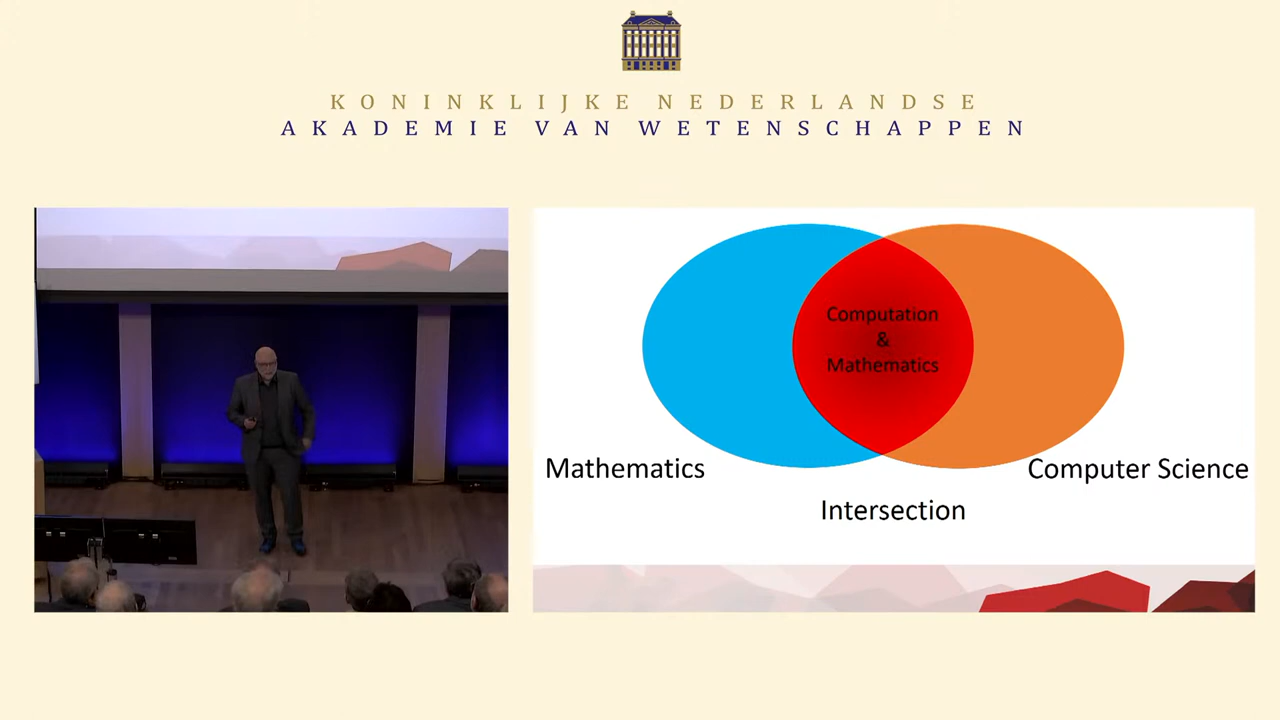 KONINKLIJKE NEDERLANDSE
AKADEMIE VAN WETENSCHAPPEN
Computation
&
Mathematics
Mathematics
Computer Science
Intersection